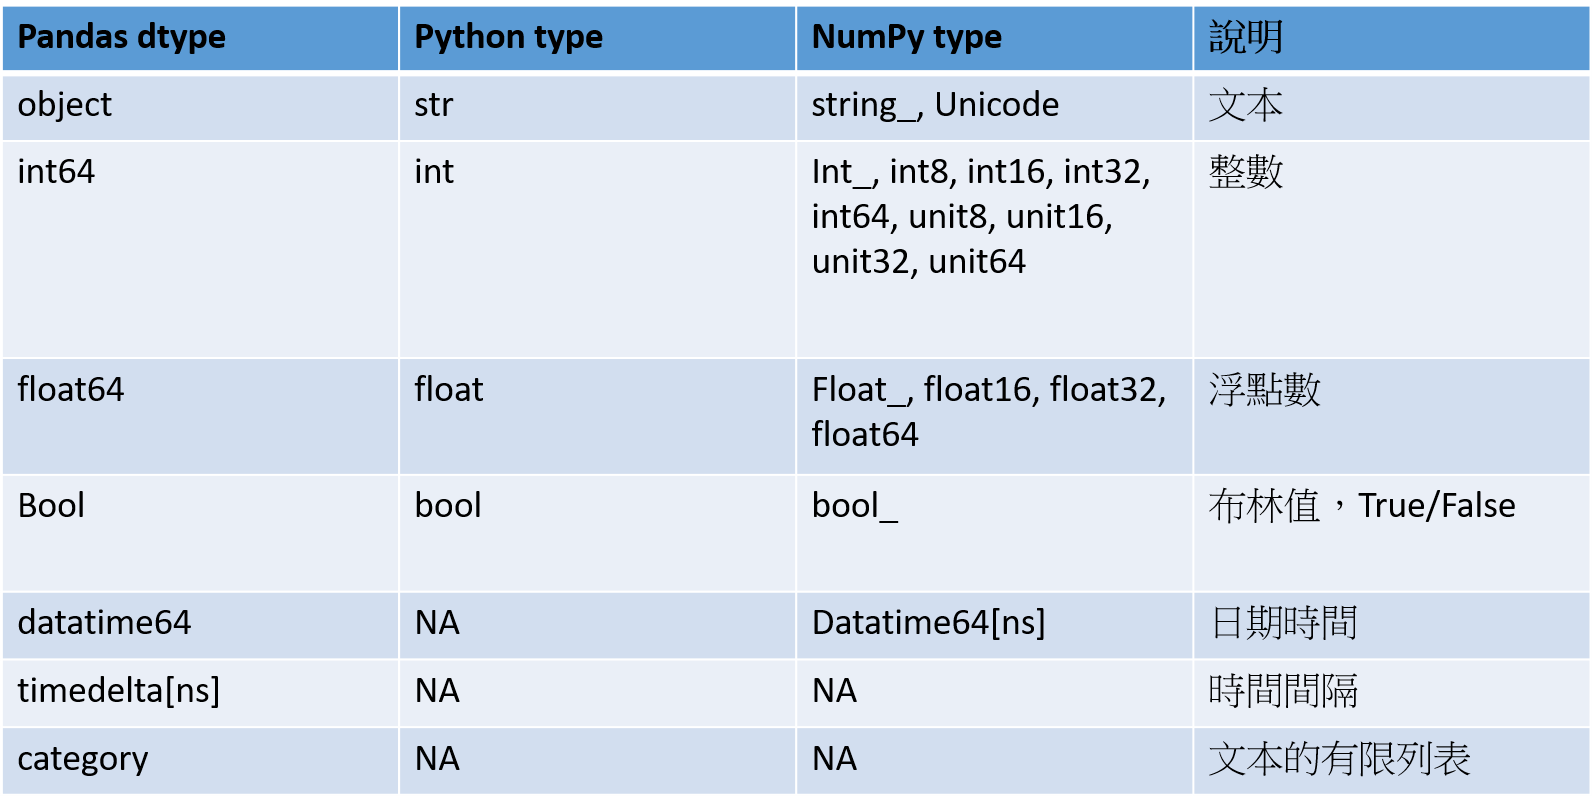 Pandas dtype Python type NumPy type 說明
object str string_, Unicode 文本
int64 int Int_, int8, int16, int32, 整數
int64, unit8, unit16,
unit32, unit64
float64 float Float_, float16, float32, 浮點數
float64
Bool bool bool_ 布林值，True/False
datatime64 NA Datatime64[ns] 日期時間
timedelta[ns] NA NA 時間間隔
category NA NA 文本的有限列表